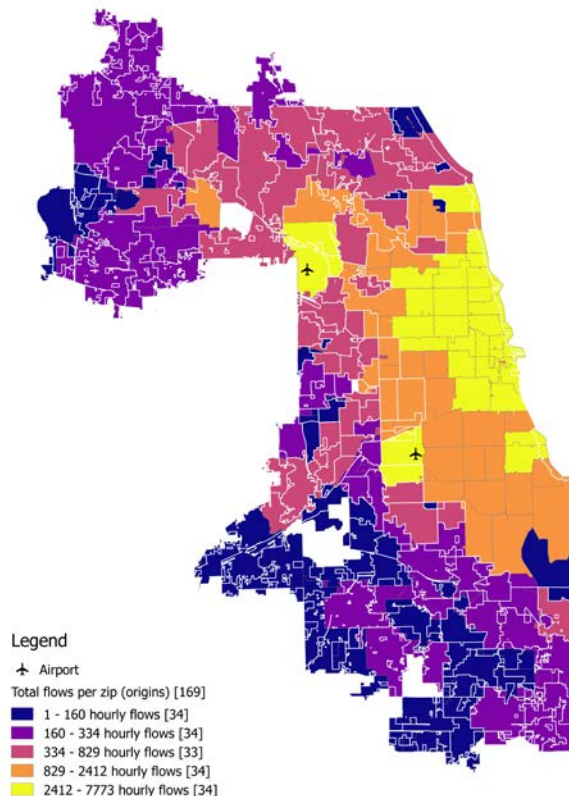 Legend
Airport
Total flows per zip (origins) [169]
1 - 160 hourly flows [34]
160 - 334 hourly flows [34]
334 - 829 hourly flows [33]
829 - 2412 hourly flows [34]
2412 - 7773 hourly flows [34]